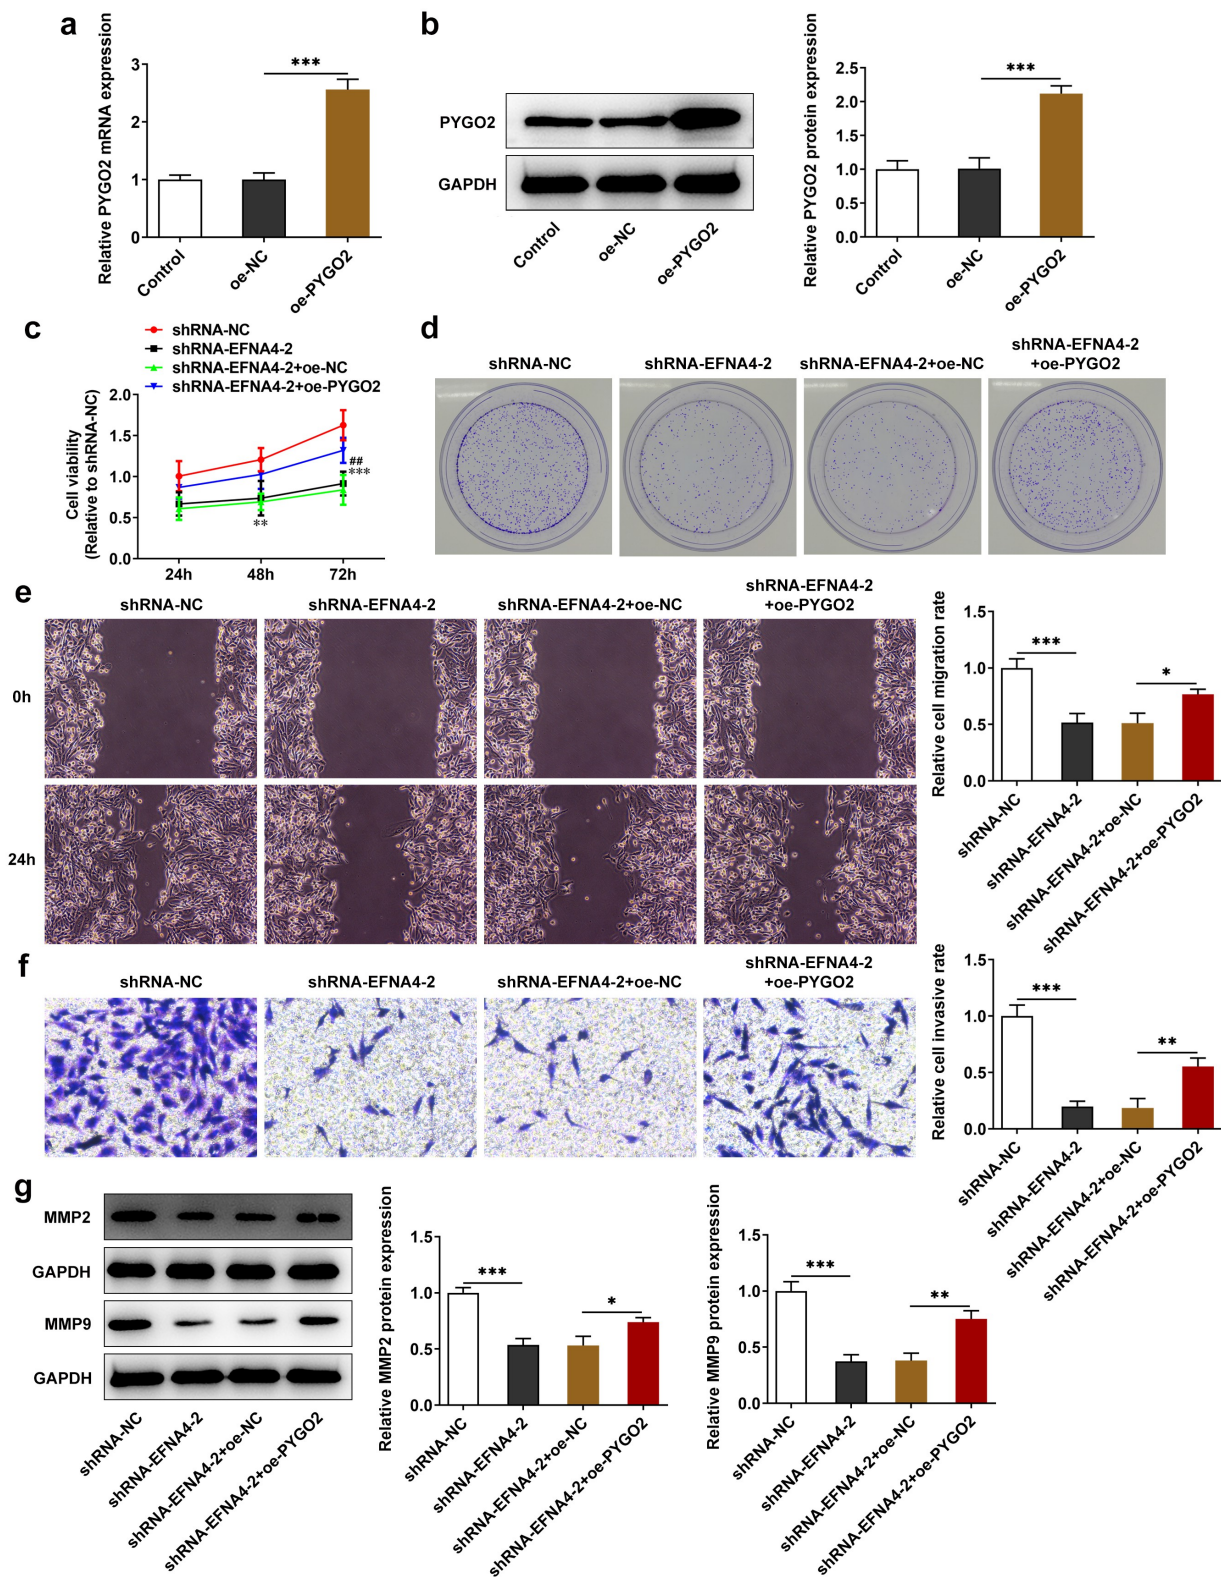 a
Relative PYGO2 mRNA expression
3
2
1
0
***
Control
oe-NC
oe-PYGO2
b
PYGO2
GAPDH
Control
oe-NC
oe-PYGO2
Relative PYGO2 protein expression
2.5
2.0
1.5
1.0
0.5
0.0
***
Control
oe-NC
oe-PYGO2
c
shRNA-NC
shRNA-EFNA4-2
shRNA-EFNA4-2+oe-NC
shRNA-EFNA4-2+oe-PYGO2
Cell viability
(Relative to shRNA-NC)
2.0
1.5
1.0
0.5
0.0
**
##
***
24h
48h
72h
d
shRNA-NC
shRNA-EFNA4-2
shRNA-EFNA4-2+oe-NC
shRNA-EFNA4-2
+oe-PYGO2
e
shRNA-NC
shRNA-EFNA4-2
shRNA-EFNA4-2+oe-NC
shRNA-EFNA4-2
+oe-PYGO2
0h
24h
Relative cell migration rate
1.5
1.0
0.5
0.0
***
*
shRNA-NC
shRNA-EFNA4-2
shRNA-EFNA4-2+oe-NC
shRNA-EFNA4-2+oe-PYGO2
f
shRNA-NC
shRNA-EFNA4-2
shRNA-EFNA4-2+oe-NC
shRNA-EFNA4-2
+oe-PYGO2
Relative cell invasive rate
1.5
1.0
0.5
0.0
***
**
shRNA-NC
shRNA-EFNA4-2
shRNA-EFNA4-2+oe-NC
shRNA-EFNA4-2+oe-PYGO2
g
MMP2
GAPDH
MMP9
GAPDH
shRNA-NC
shRNA-EFNA4-2
shRNA-EFNA4-2+oe-NC
shRNA-EFNA4-2+oe-PYGO2
Relative MMP2 protein expression
1.5
1.0
0.5
0.0
***
*
shRNA-NC
shRNA-EFNA4-2
shRNA-EFNA4-2+oe-NC
shRNA-EFNA4-2+oe-PYGO2
Relative MMP9 protein expression
1.5
1.0
0.5
0.0
***
**
shRNA-NC
shRNA-EFNA4-2
shRNA-EFNA4-2+oe-NC
shRNA-EFNA4-2+oe-PYGO2